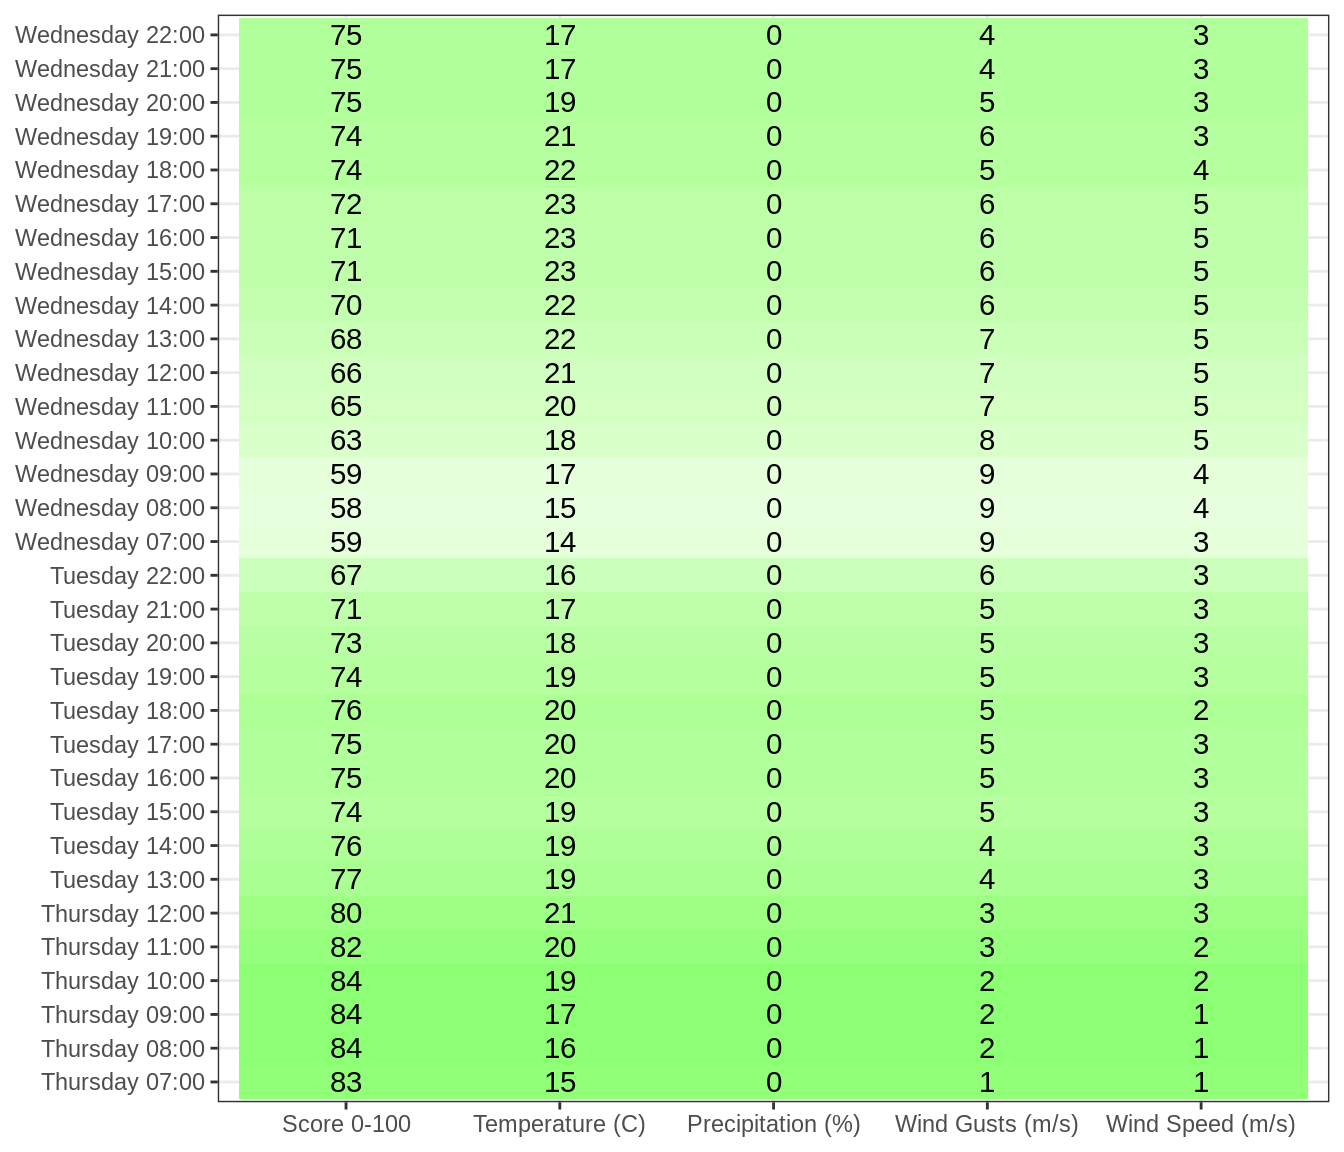 Wednesday 22:00 75 17 0 4 3
Wednesday 21:00 75 17 0 4 3
Wednesday 20:00 75 19 0 5 3
Wednesday 19:00 74 21 0 6 3
Wednesday 18:00 74 22 0 5 4
Wednesday 17:00 72 23 0 6 5
Wednesday 16:00 71 23 0 6 5
Wednesday 15:00 71 23 0 6 5
Wednesday 14:00 70 22 0 6 5
Wednesday 13:00 68 22 0 7 5
Wednesday 12:00 66 21 0 7 5
Wednesday 11:00 65 20 0 7 5
Wednesday 10:00 63 18 0 8 5
Wednesday 09:00 59 17 0 9 4
Wednesday 08:00 58 15 0 9 4
Wednesday 07:00 59 14 0 9 3
Tuesday 22:00 67 16 0 6 3
Tuesday 21:00 71 17 0 5 3
Tuesday 20:00 73 18 0 5 3
Tuesday 19:00 74 19 0 5 3
Tuesday 18:00 76 20 0 5 2
Tuesday 17:00 75 20 0 5 3
Tuesday 16:00 75 20 0 5 3
Tuesday 15:00 74 19 0 5 3
Tuesday 14:00 76 19 0 4 3
Tuesday 13:00 77 19 0 4 3
Thursday 12:00 80 21 0 3 3
Thursday 11:00 82 20 0 3 2
Thursday 10:00 84 19 0 2 2
Thursday 09:00 84 17 0 2 1
Thursday 08:00 84 16 0 2 1
Thursday 07:00 83 15 0 1 1
Score 0-100 Temperature (C) Precipitation (%) Wind Gusts (m/s) Wind Speed (m/s)